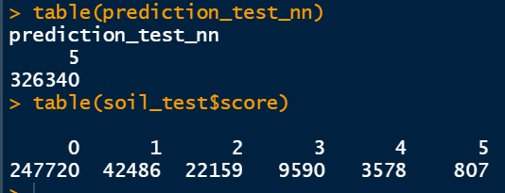 > table(prediction_test_nn)
prediction_test_nn
5
326340
> table(soil_test$score)
0 1 2 3 4 5
247720 42486 22159 9590 3578 807
>